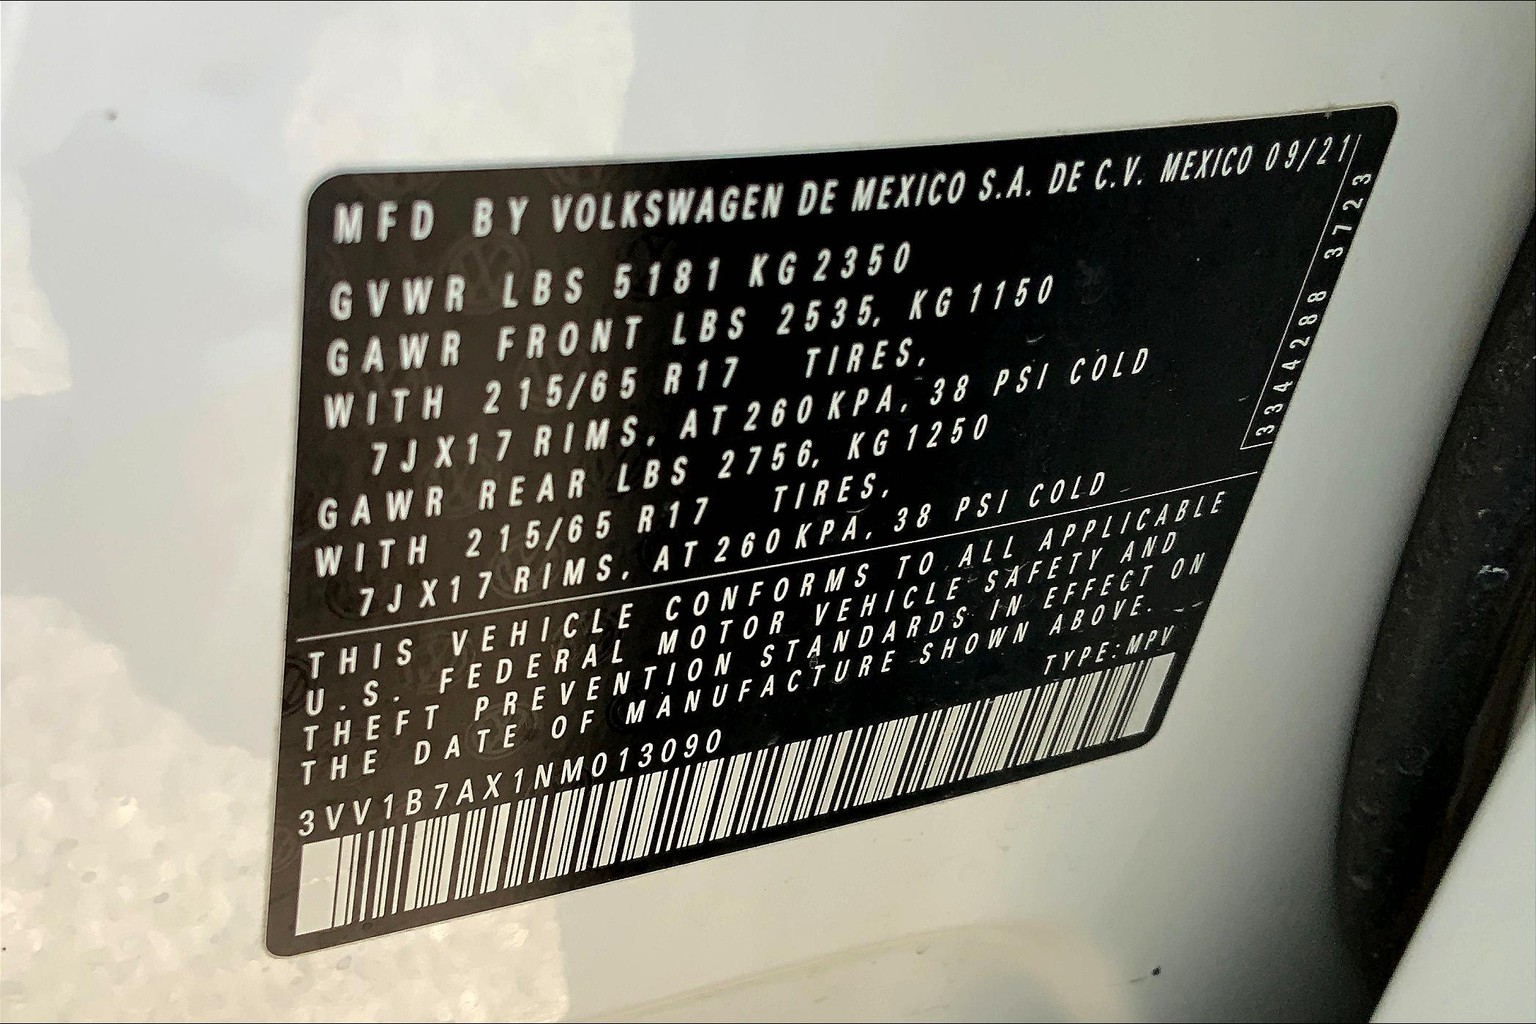 MFD BY VOLKSWAGEN DE MEXICO S.A. DE C.V. MEXICO 09/21
GVWR LBS 5181 KG 2350
GAWR FRONT LBS 2535, KG 1150
WITH 215/65 R17 TIRES,
7JX17 RIMS, AT 260 KPA, 38 PSI COLD
GAWR REAR LBS 2756, KG 1250
WITH 215/65 R17 TIRES,
7JX17 RIMS, AT 260 KPA, 38 PSI COLD
3344288 3723
THIS VEHICLE CONFORMS TO ALL APPLICABLE
U.S. FEDERAL MOTOR VEHICLE SAFETY AND
THEFT PREVENTION STANDARDS IN EFFECT ON
THE DATE OF MANUFACTURE SHOWN ABOVE.
3VV1B7AX1NM013090 TYPE:MPV